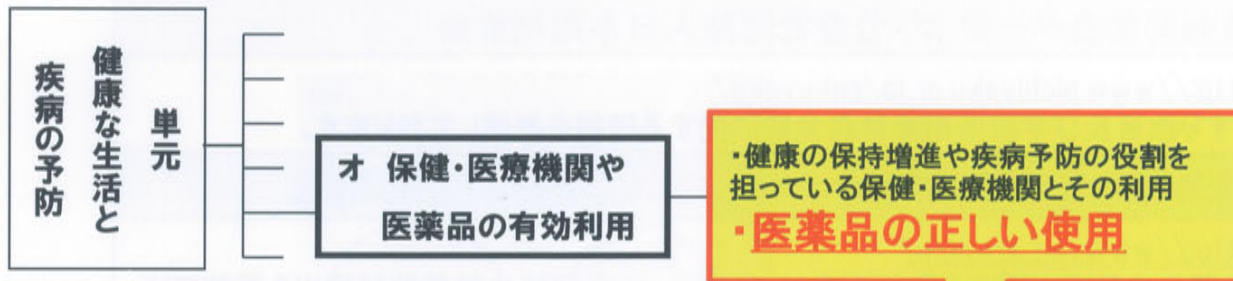 単元
健康な生活と
疾病の予防
オ 保健・医療機関や
医薬品の有効利用
・健康の保持増進や疾病予防の役割を
担っている保健・医療機関とその利用
・医薬品の正しい使用